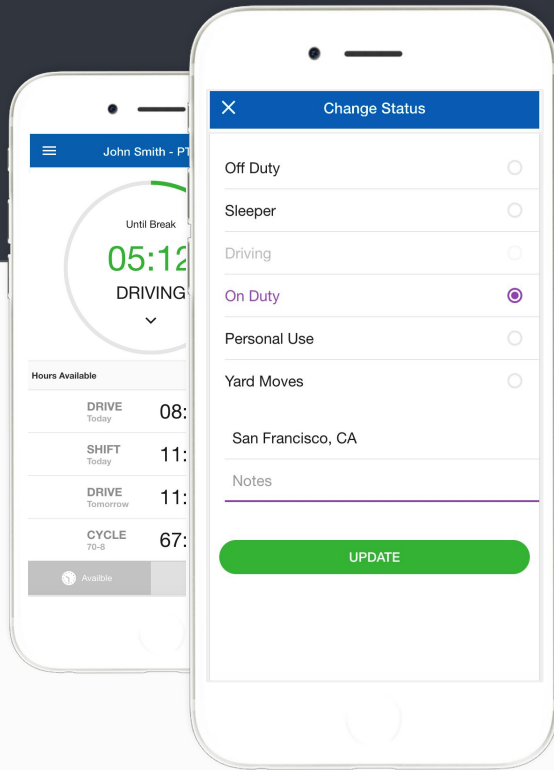 John Smith - PT
Until Break
05:12
DRIVING
Hours Available
DRIVE 08:
Today
SHIFT 11:
Today
DRIVE 11:
Tomorrow
CYCLE 67:
70-8
Availble
Change Status
Off Duty
Sleeper
Driving
On Duty
Personal Use
Yard Moves
San Francisco, CA
Notes
UPDATE